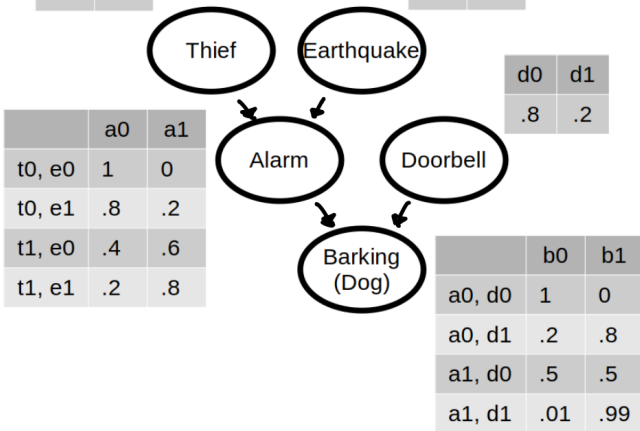 Thief
Earthquake
d0 d1
.8 .2
a0 a1
t0, e0 1 0
t0, e1 .8 .2
t1, e0 .4 .6
t1, e1 .2 .8
Alarm
Doorbell
Barking
(Dog)
b0 b1
a0, d0 1 0
a0, d1 .2 .8
a1, d0 .5 .5
a1, d1 .01 .99